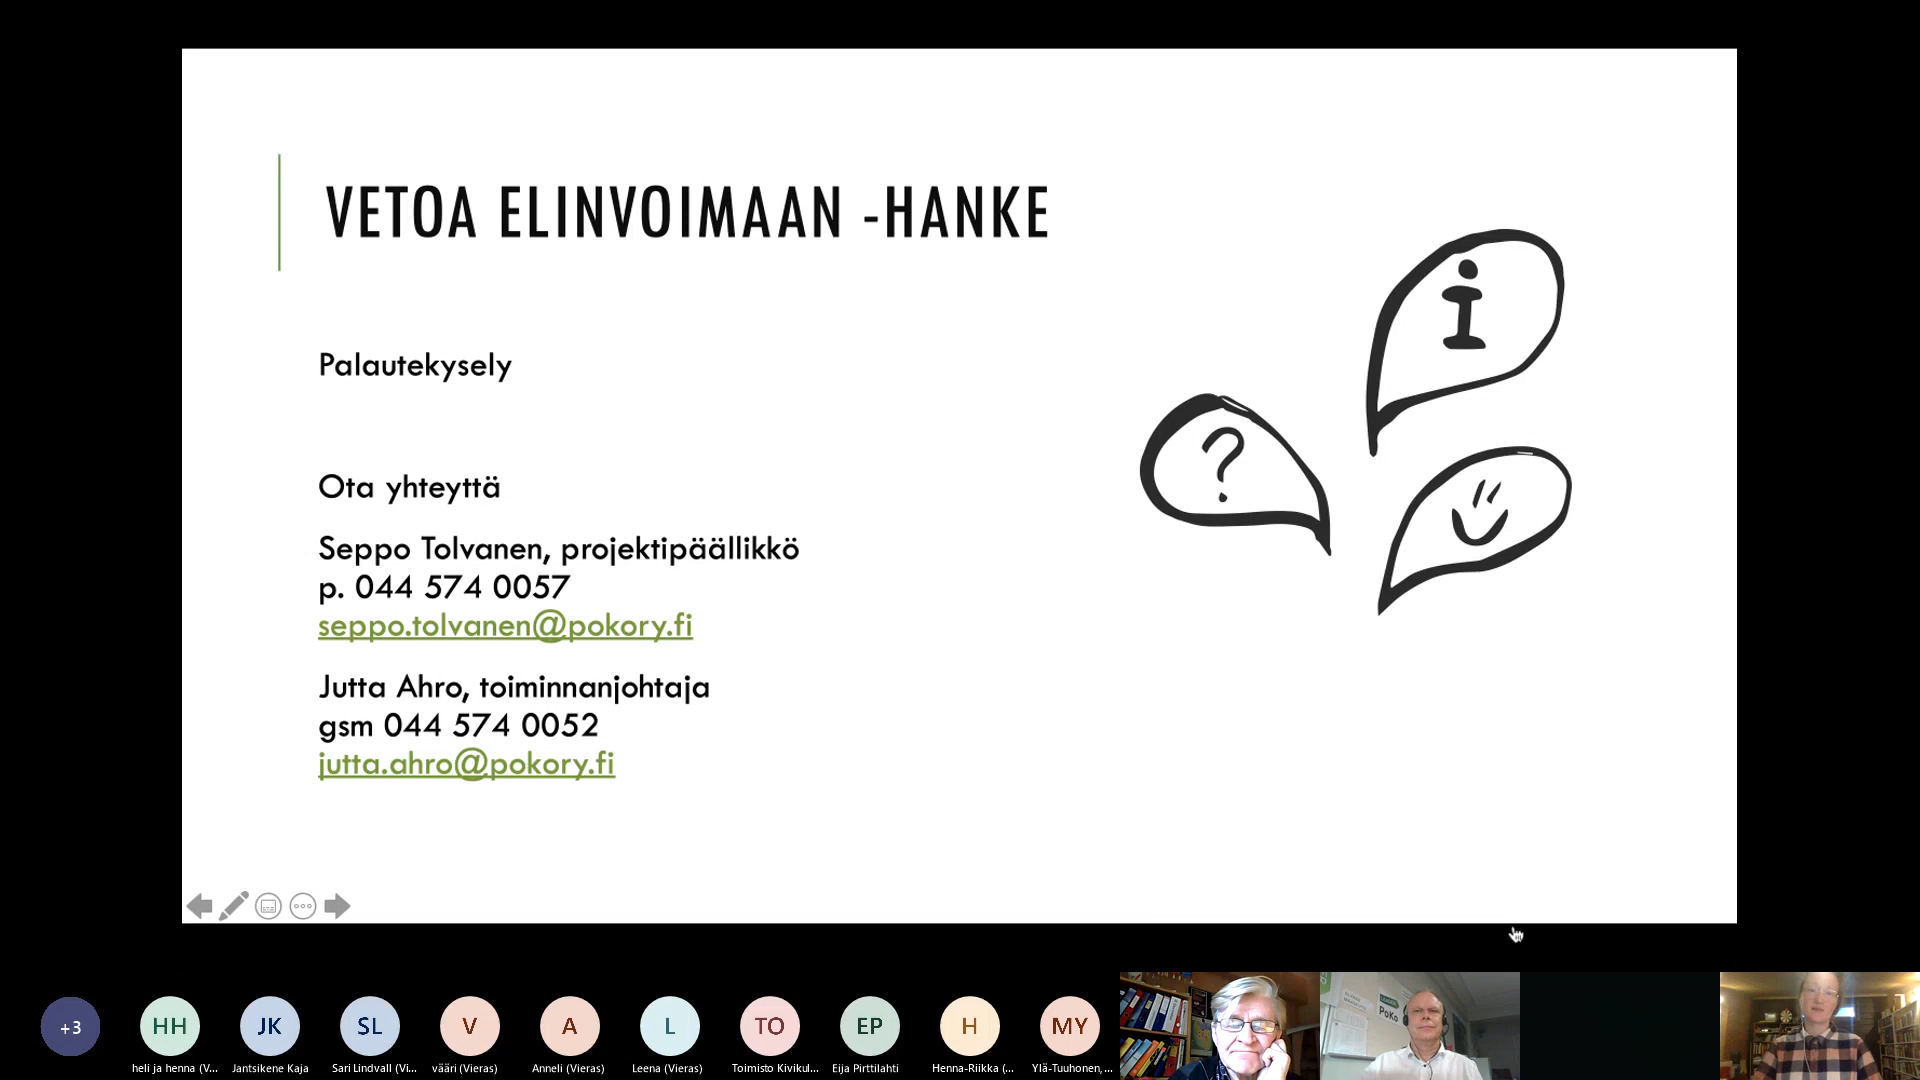 VETOA ELINVOIMAAN -HANKE
Palautekysely
Ota yhteyttä
Seppo Tolvanen, projektipäällikkö
p. 044 574 0057
seppo.tolvanen@pokory.fi
Jutta Ahro, toiminnanjohtaja
gsm 044 574 0052
jutta.ahro@pokory.fi
i
?
+3
HH
JK
SL
V
A
L
TO
EP
H
MY
heli ja henna (V...
Jantsikene Kaja
Sari Lindvall (Vi...
vääri (Vieras)
Anneli (Vieras)
Leena (Vieras)
Toimisto Kivikul...
Eija Pirttilahti
Henna-Riikka (...
Ylä-Tuuhonen,...
PoKo